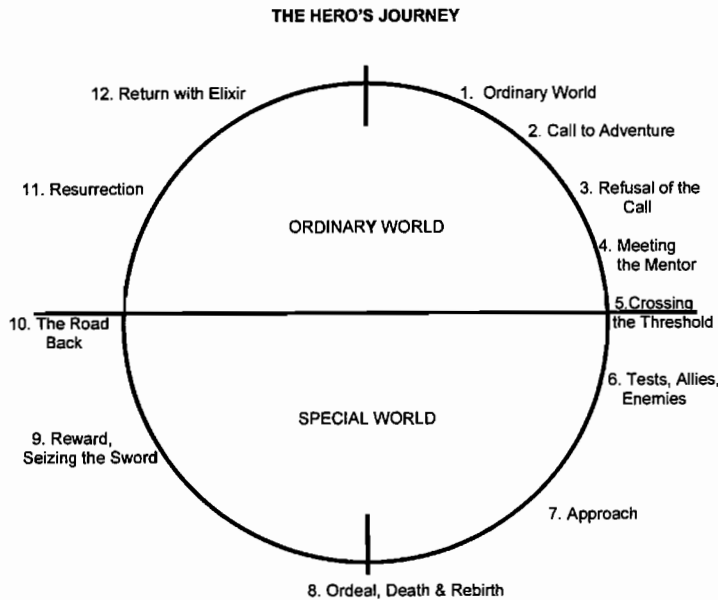 THE HERO'S JOURNEY
12. Return with Elixir
1. Ordinary World
2. Call to Adventure
11. Resurrection
3. Refusal of the
Call
ORDINARY WORLD
4. Meeting
the Mentor
5.Crossing
the Threshold
10. The Road
Back
6. Tests, Allies,
Enemies
SPECIAL WORLD
9. Reward,
Seizing the Sword
7. Approach
8. Ordeal, Death & Rebirth